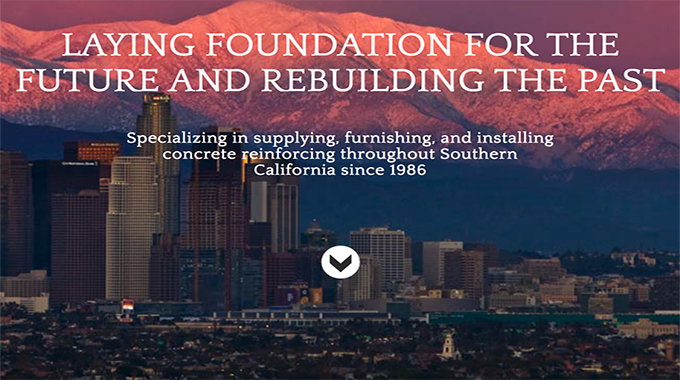 LAYING FOUNDATION FOR THE
FUTURE AND REBUILDING THE PAST
Specializing in supplying, furnishing, and installing
concrete reinforcing throughout Southern
California since 1986